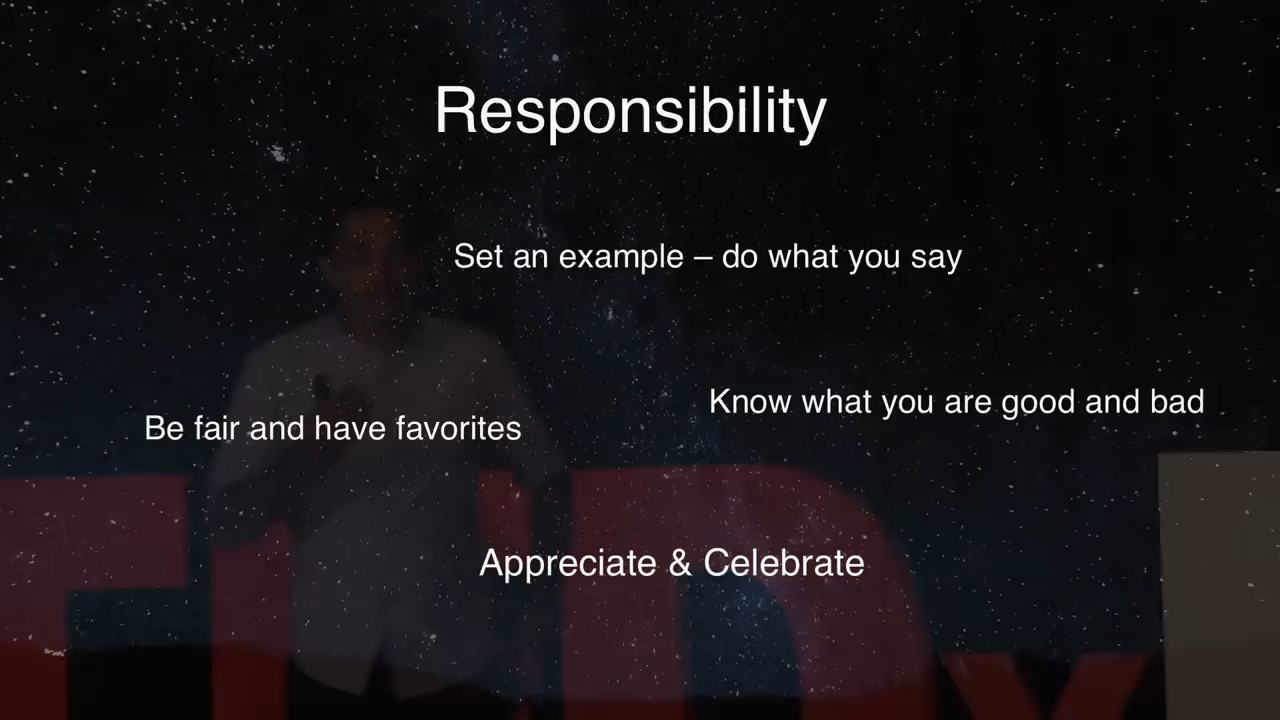 Responsibility
Set an example – do what you say
Know what you are good and bad
Be fair and have favorites
Appreciate & Celebrate
TEDx